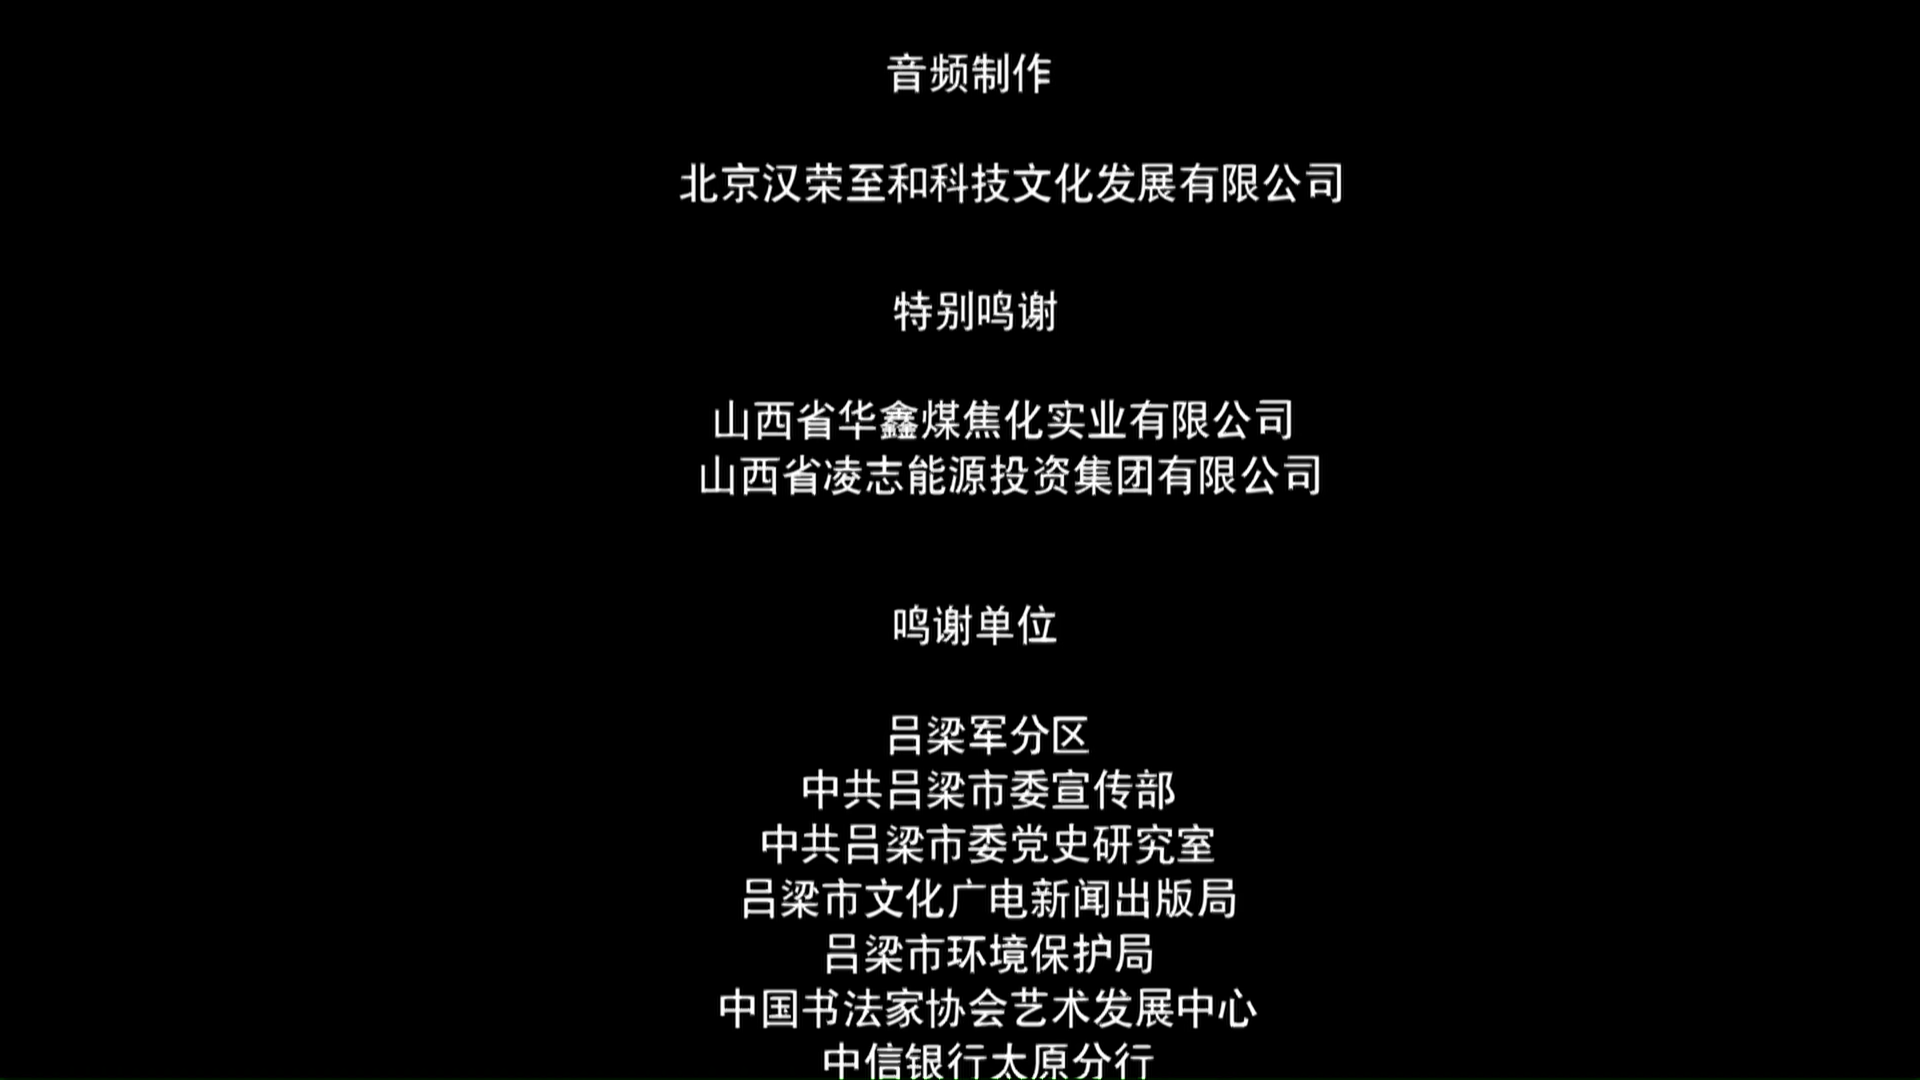 音频制作
北京汉荣至和科技文化发展有限公司
特别鸣谢
山西省华鑫煤焦化实业有限公司
山西省凌志能源投资集团有限公司
鸣谢单位
吕梁军分区
中共吕梁市委宣传部
中共吕梁市委党史研究室
吕梁市文化广电新闻出版局
吕梁市环境保护局
中国书法家协会艺术发展中心
中信银行太原分行